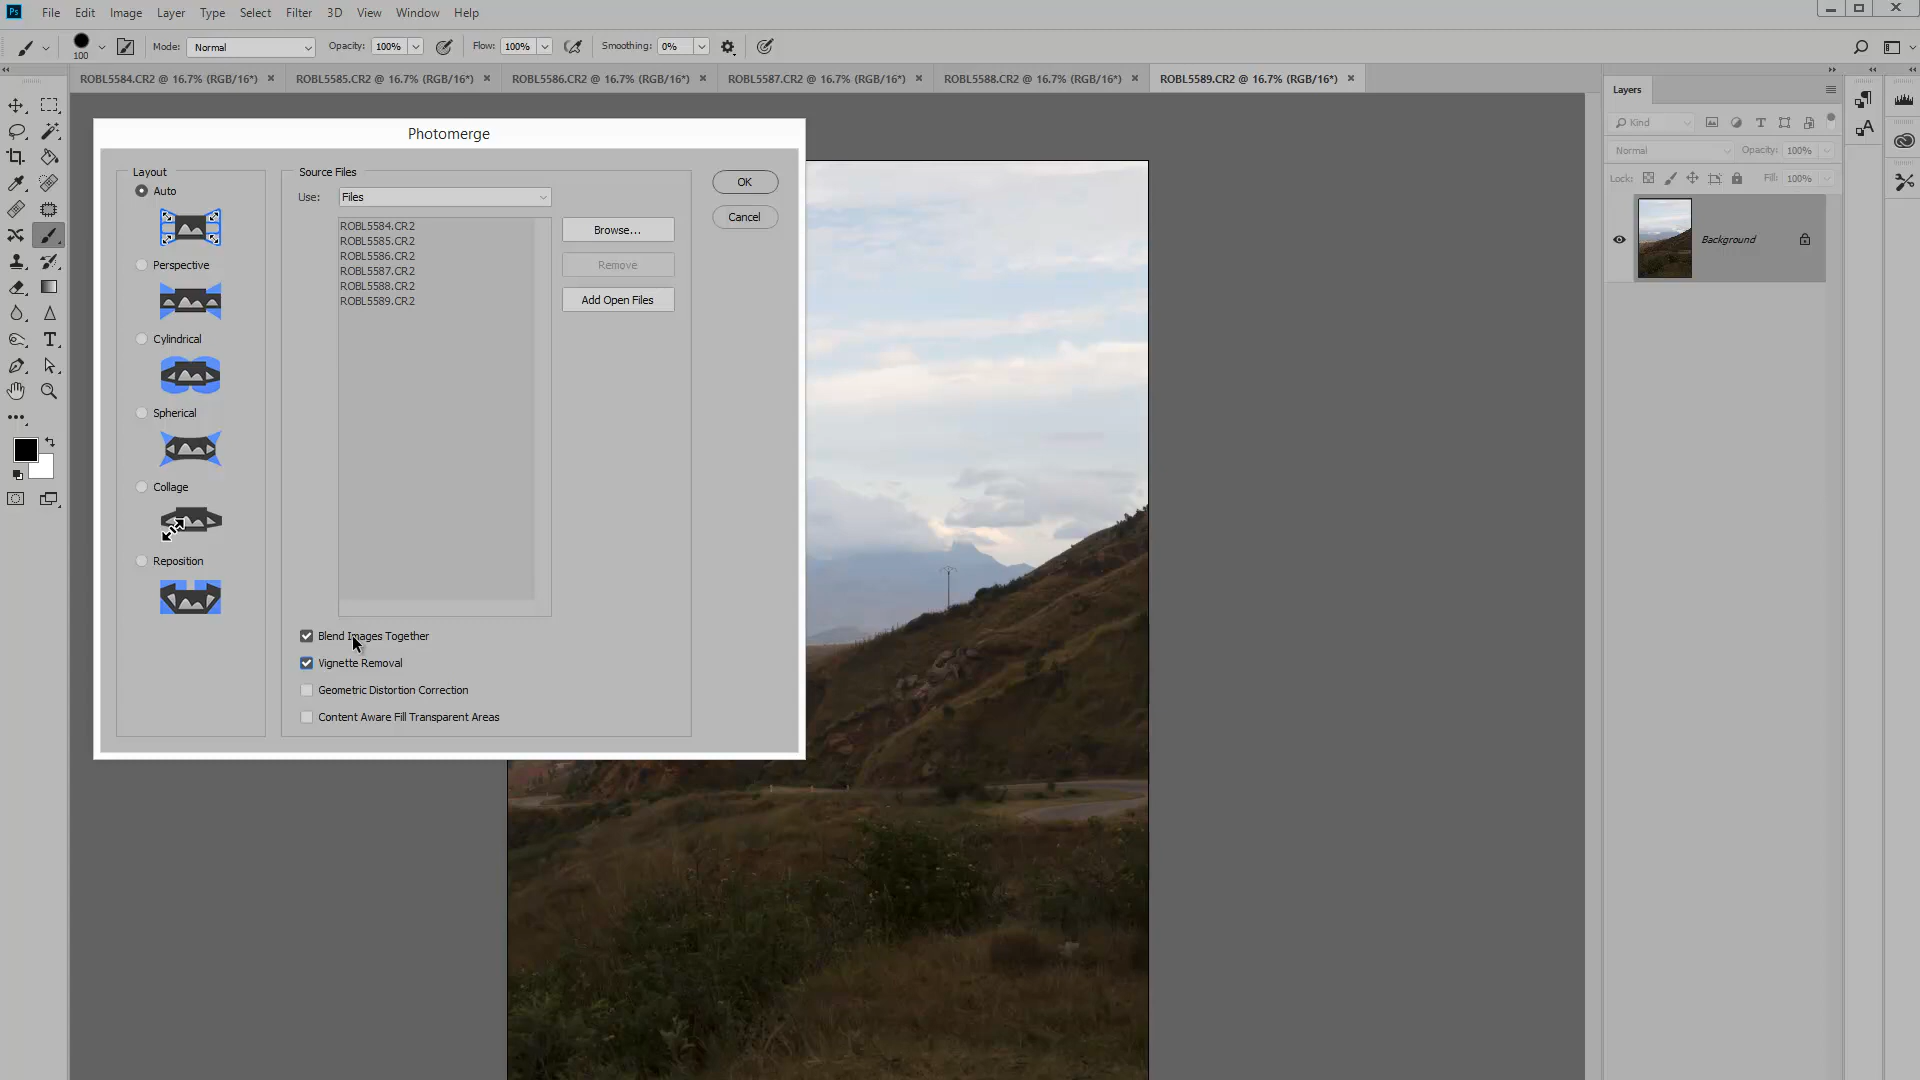 Ps File Edit Image Layer Type Select Filter 3D View Window Help
100 Mode: Normal Opacity: 100% Flow: 100% Smoothing: 0%
ROBL5584.CR2 @ 16.7% (RGB/16*) ROBL5585.CR2 @ 16.7% (RGB/16*) ROBL5586.CR2 @ 16.7% (RGB/16*) ROBL5587.CR2 @ 16.7% (RGB/16*) ROBL5588.CR2 @ 16.7% (RGB/16*) ROBL5589.CR2 @ 16.7% (RGB/16*)
Photomerge
Layout
Auto
Perspective
Cylindrical
Spherical
Collage
Reposition
Source Files
Use: Files
ROBL5584.CR2
ROBL5585.CR2
ROBL5586.CR2
ROBL5587.CR2
ROBL5588.CR2
ROBL5589.CR2
Browse...
Remove
Add Open Files
Blend Images Together
Vignette Removal
Geometric Distortion Correction
Content Aware Fill Transparent Areas
OK
Cancel
Layers
Kind
Normal Opacity: 100%
Lock: Fill: 100%
Background